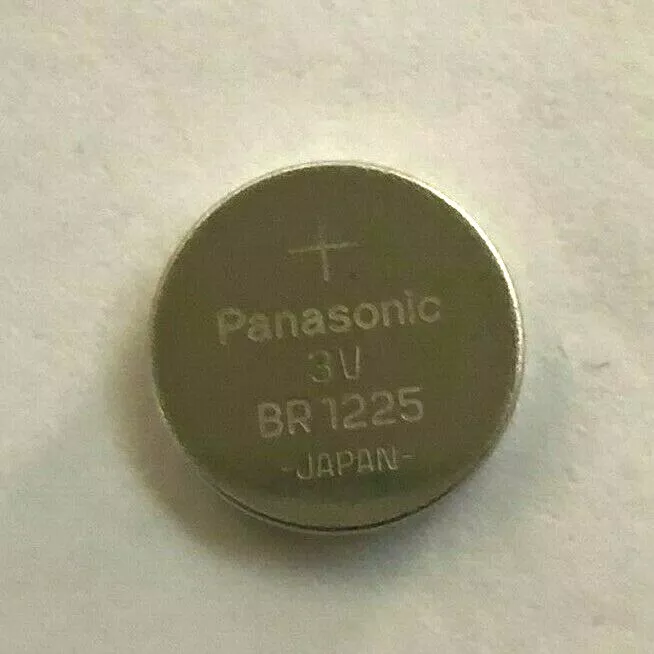 +
Panasonic
3V
BR1225
-JAPAN-